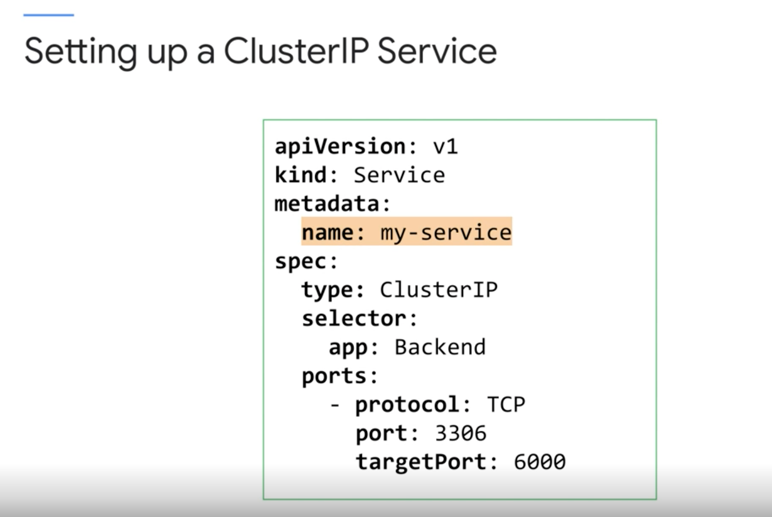 Setting up a ClusterIP Service
apiVersion: v1
kind: Service
metadata:
  name: my-service
spec:
  type: ClusterIP
  selector:
    app: Backend
  ports:
    - protocol: TCP
      port: 3306
      targetPort: 6000